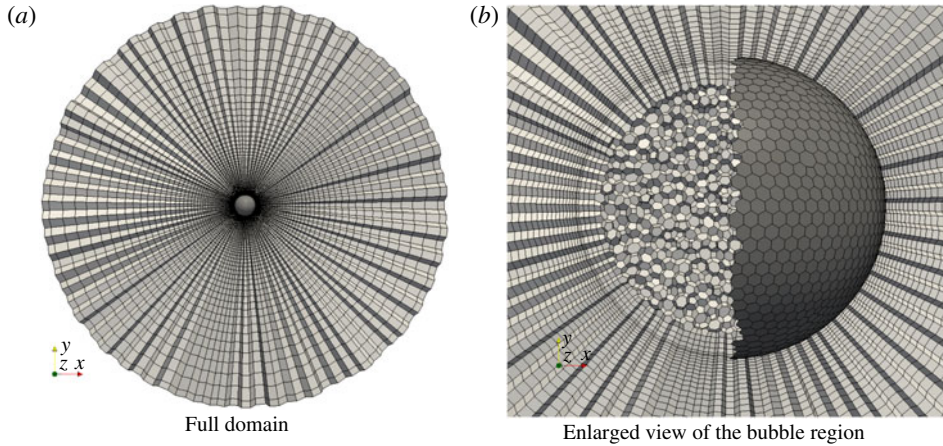 (a)
(b)
y
z x
y
z x
Full domain
Enlarged view of the bubble region